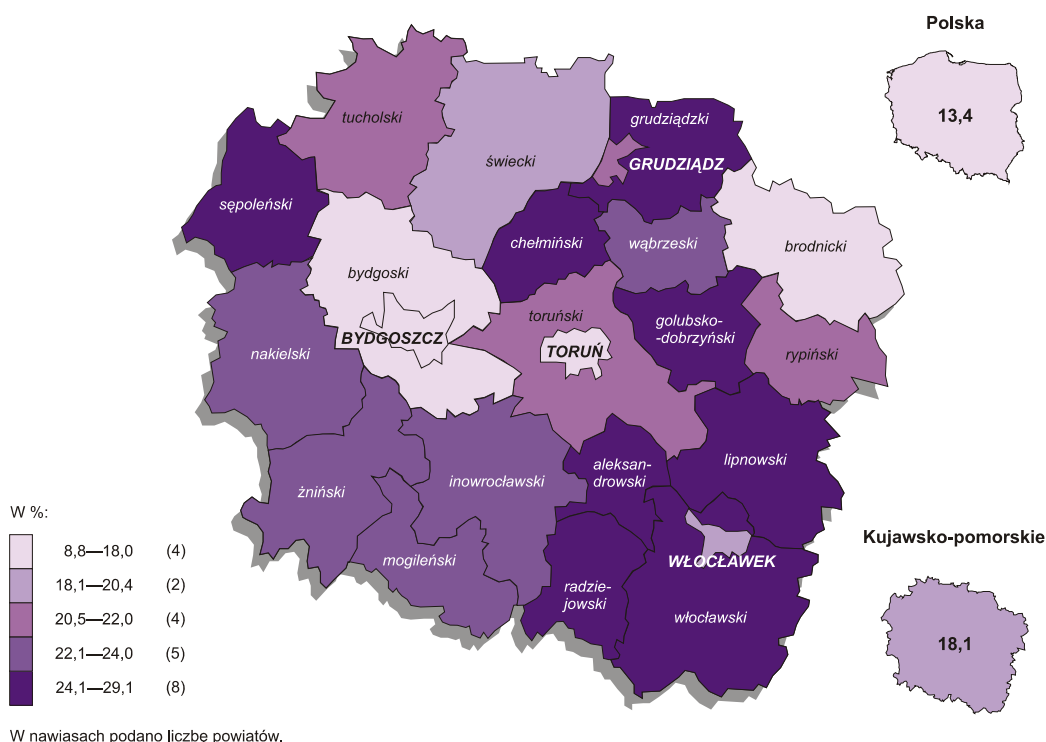 Polska
13,4
tucholski
grudziądzki
świecki
GRUDZIĄDZ
sępoleński
chełmiński
wąbrzeski
brodnicki
bydgoski
toruński
golubsko-
-dobrzyński
BYDGOSZCZ
TORUŃ
nakielski
rypiński
lipnowski
aleksan-
drowski
inowrocławski
żniński
mogileński
WŁOCŁAWEK
radzie-
jowski
włocławski
Kujawsko-pomorskie
18,1
W %:
8,8—18,0 (4)
18,1—20,4 (2)
20,5—22,0 (4)
22,1—24,0 (5)
24,1—29,1 (8)
W nawiasach podano liczbę powiatów.